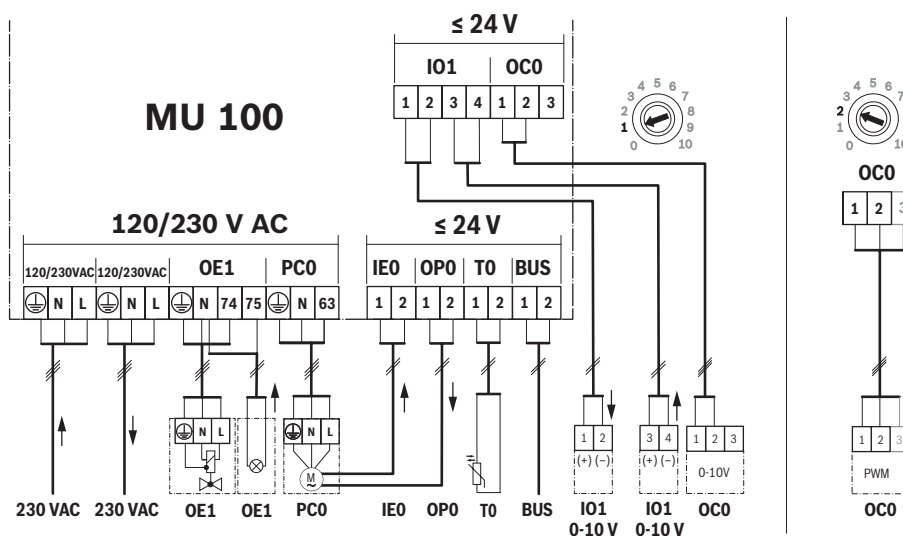 ≤ 24 V
IO1 OC0
1 2 3 4 1 2 3
MU 100
0 1 2 3 4 5 6 7 8 9 10
0 1 2 3 4 5 6 7 10
OC0
1 2 3
120/230 V AC
≤ 24 V
120/230VAC 120/230VAC OE1 PC0
IE0 OP0 T0 BUS
N L N L N 74 75 N 63
1 2 1 2 1 2 1 2
N L
N L
M
1 2
(+) (−)
3 4
(+) (−)
1 2 3
0-10V
1 2 3
PWM
230 VAC 230 VAC OE1 OE1 PC0 IE0 OP0 T0 BUS IO1 IO1 OC0 OC0
0-10 V 0-10 V